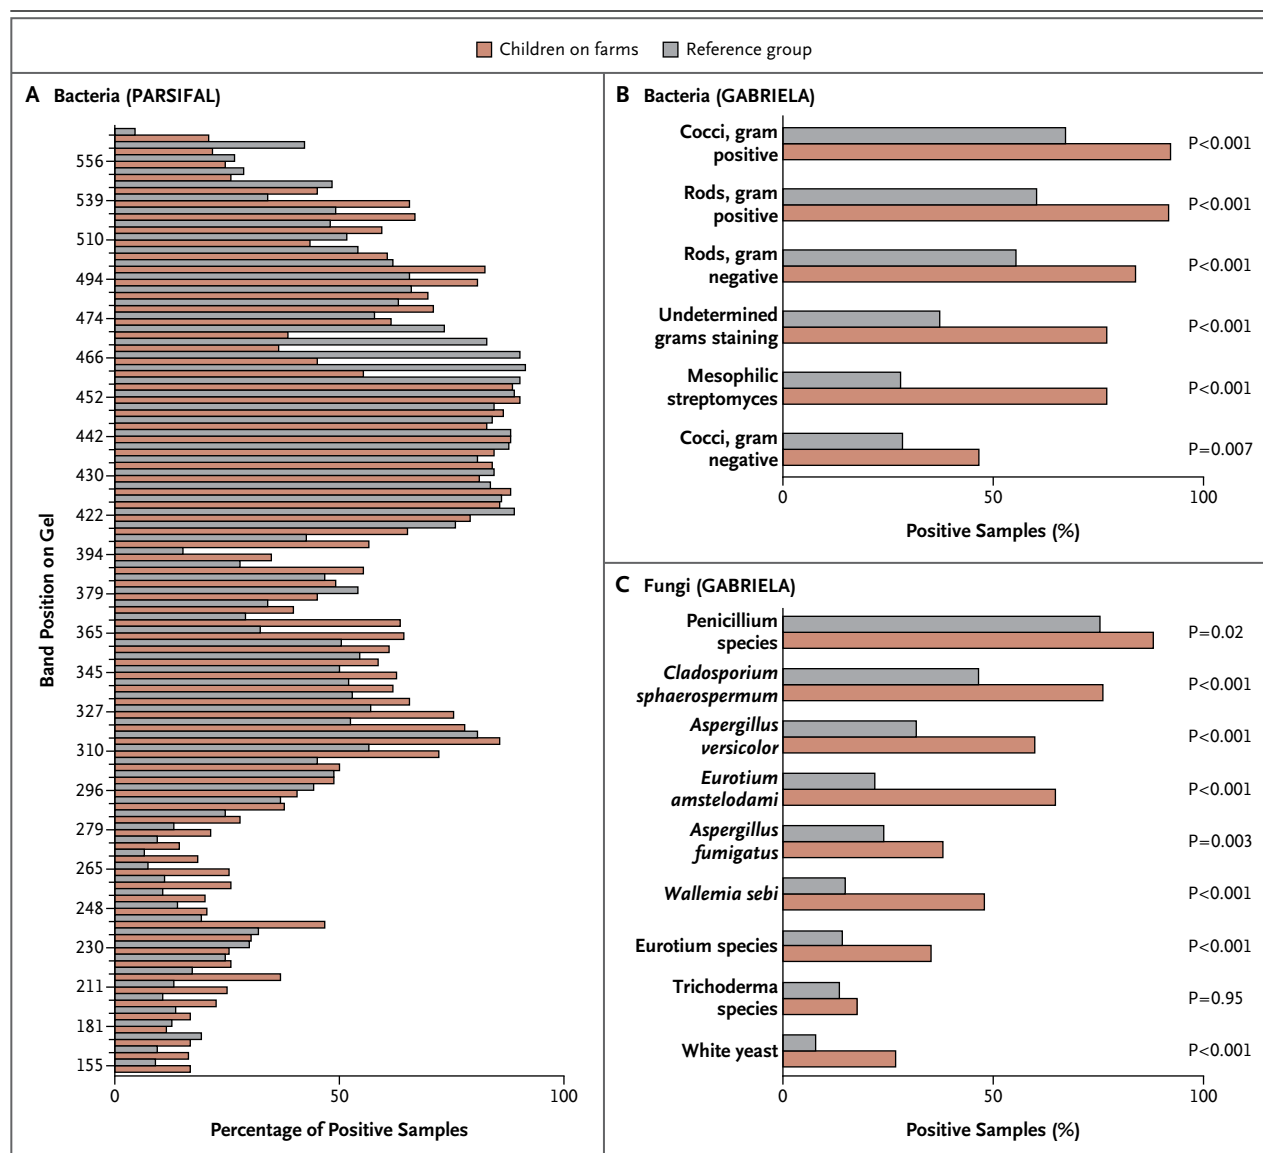 Children on farms Reference group
A Bacteria (PARSIFAL)
Band Position on Gel
556
539
510
494
474
466
452
442
430
422
394
379
365
345
327
310
296
279
265
248
230
211
181
155
0 50 100
Percentage of Positive Samples
B Bacteria (GABRIELA)
Cocci, gram
positive
P<0.001
Rods, gram
positive
P<0.001
Rods, gram
negative
P<0.001
Undetermined
grams staining
P<0.001
Mesophilic
streptomyces
P<0.001
Cocci, gram
negative
P=0.007
0 50 100
Positive Samples (%)
C Fungi (GABRIELA)
Penicillium
species
P=0.02
Cladosporium
sphaerospermum
P<0.001
Aspergillus
versicolor
P<0.001
Eurotium
amstelodami
P<0.001
Aspergillus
fumigatus
P=0.003
Wallemia sebi
P<0.001
Eurotium species
P<0.001
Trichoderma
species
P=0.95
White yeast
P<0.001
0 50 100
Positive Samples (%)